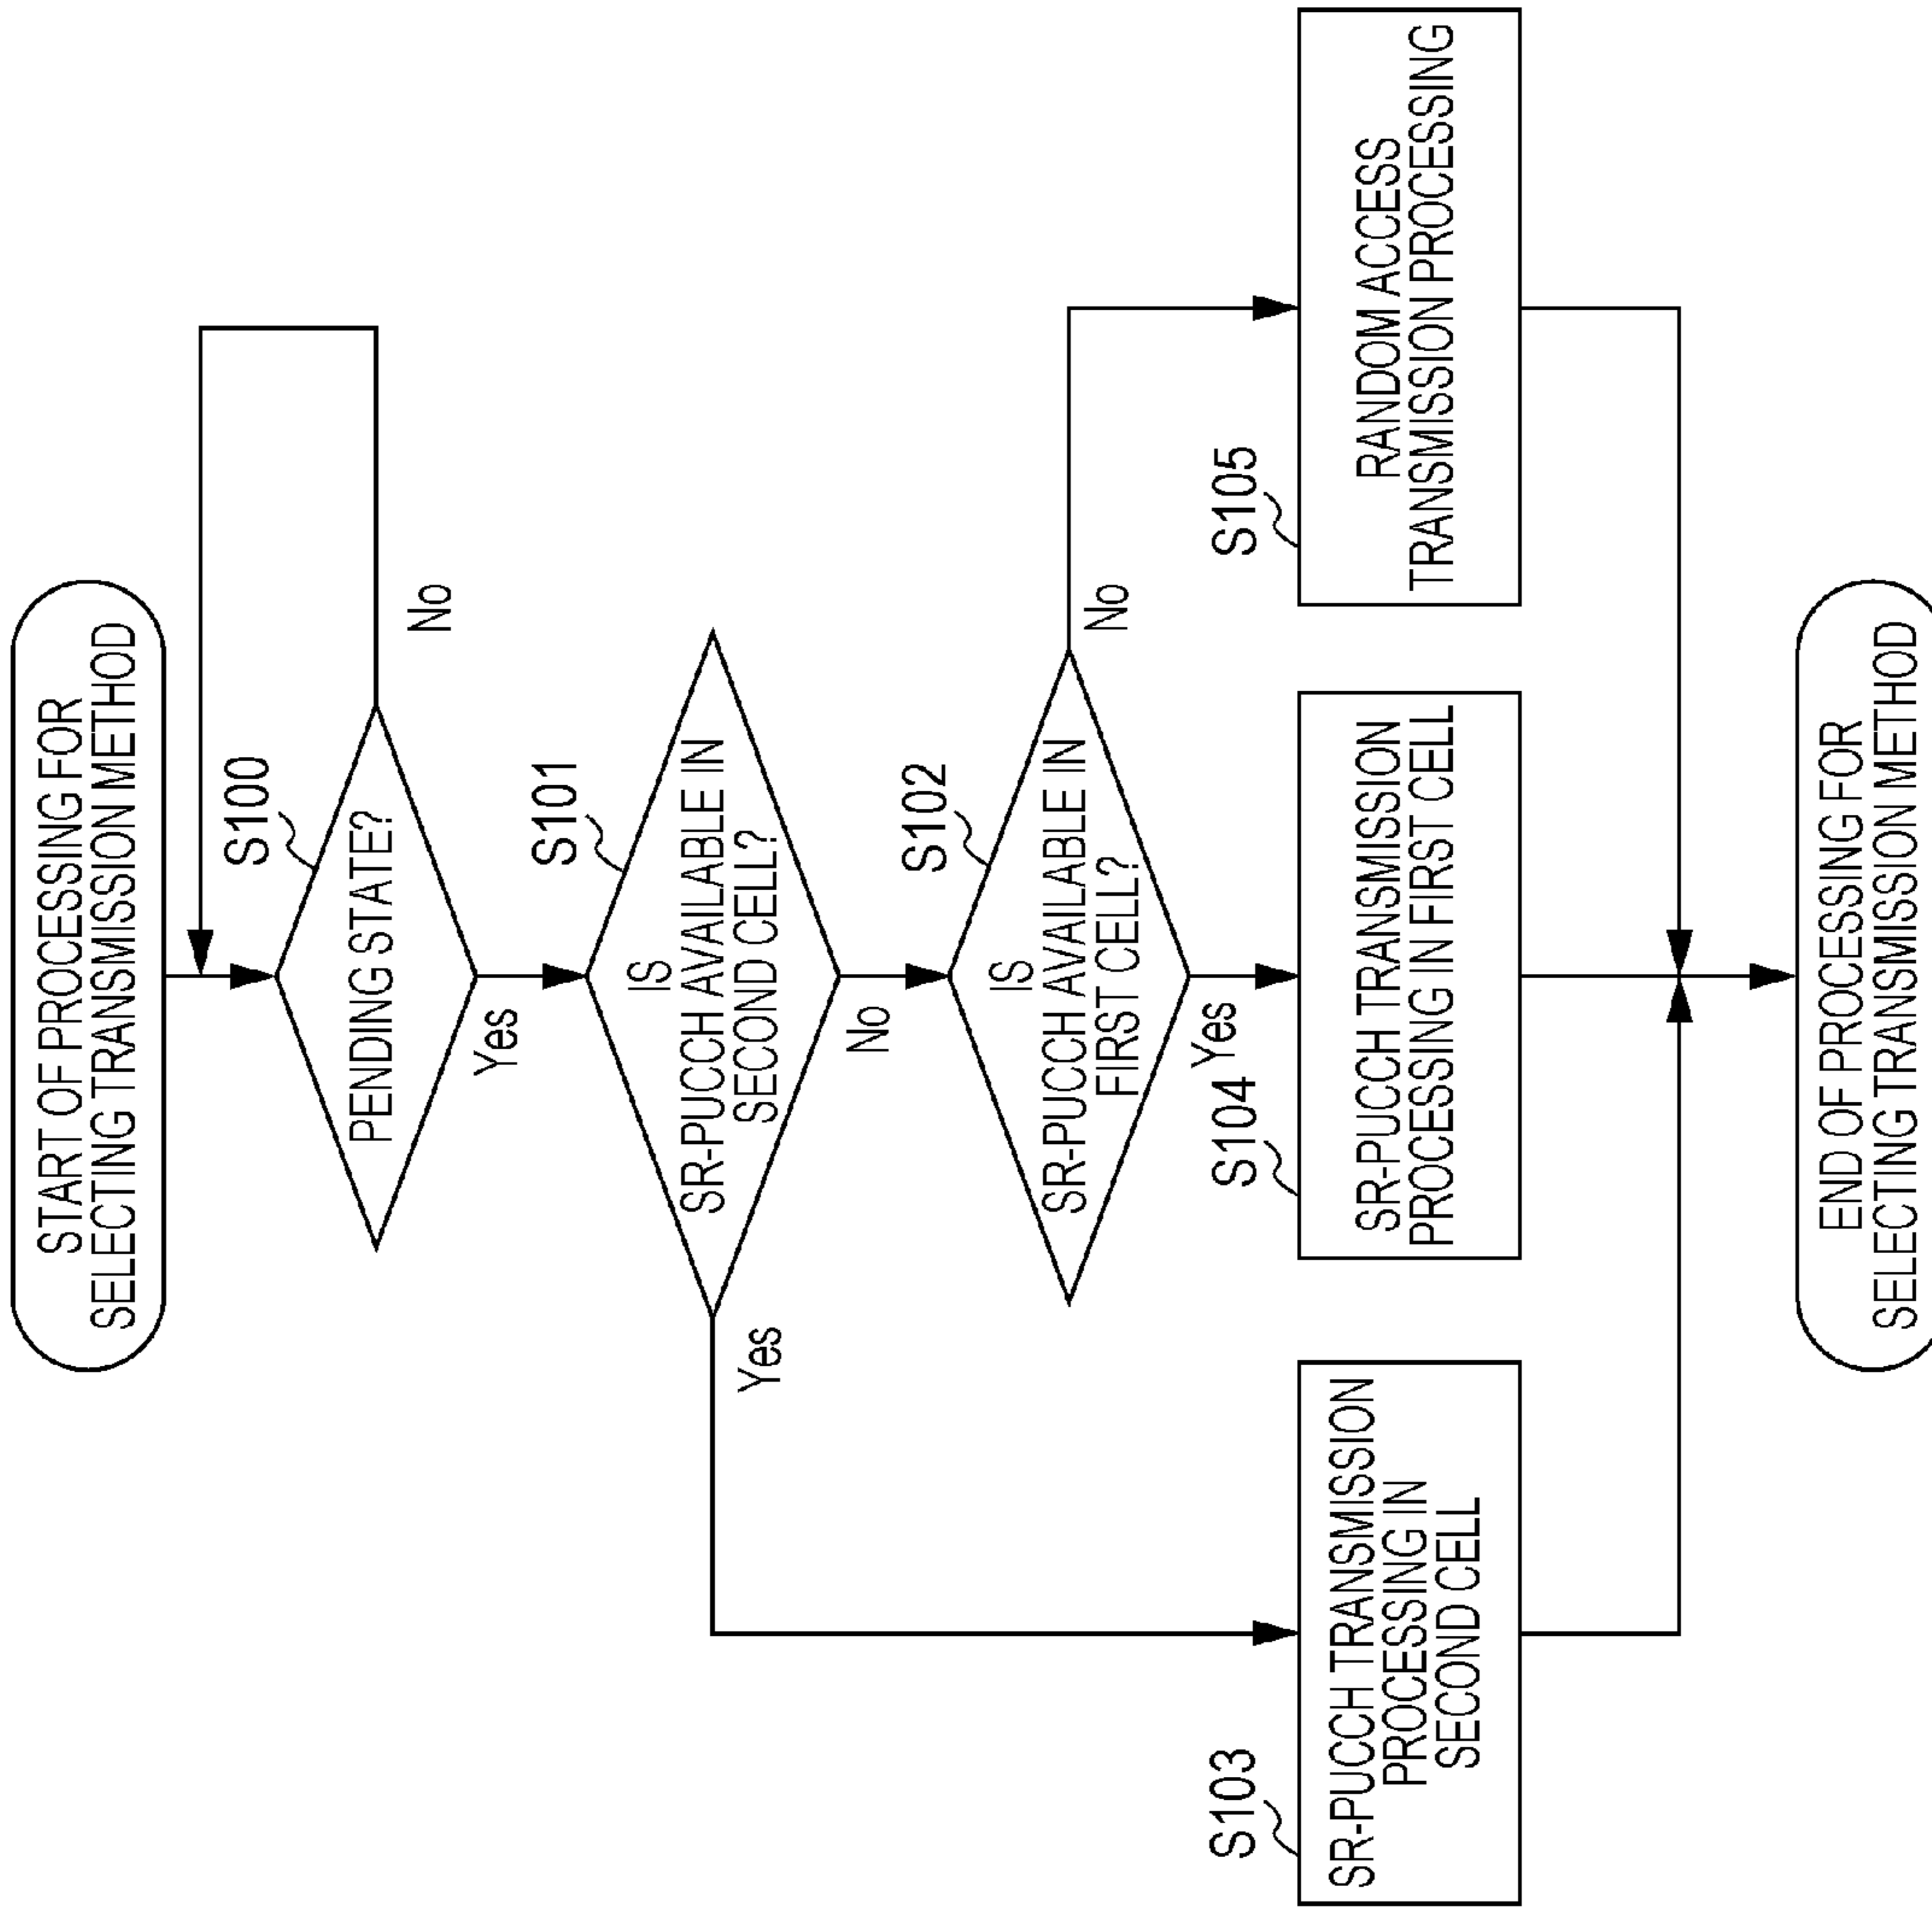 START OF PROCESSING FOR
SELECTING TRANSMISSION METHOD
S100
PENDING STATE?
No
Yes
S101
IS
SR-PUCCH AVAILABLE IN
SECOND CELL?
Yes
No
S102
IS
SR-PUCCH AVAILABLE IN
FIRST CELL?
No
Yes
S103
SR-PUCCH TRANSMISSION
PROCESSING IN
SECOND CELL
S104
SR-PUCCH TRANSMISSION
PROCESSING IN FIRST CELL
S105
RANDOM ACCESS
TRANSMISSION PROCESSING
END OF PROCESSING FOR
SELECTING TRANSMISSION METHOD